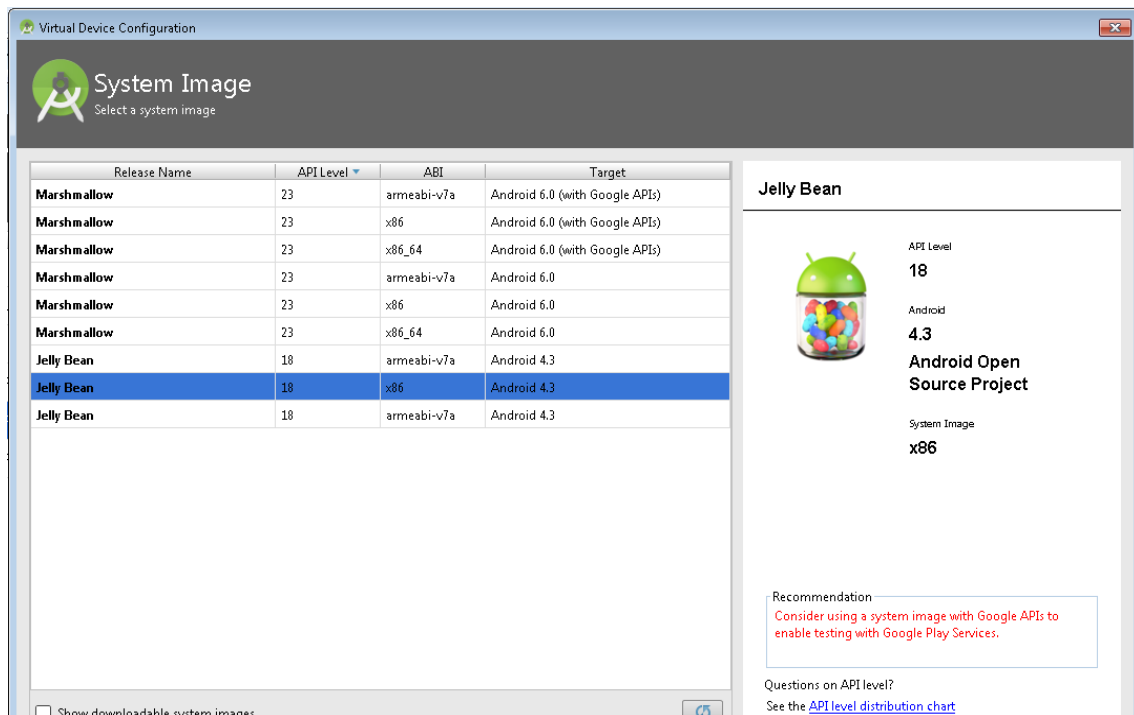 Virtual Device Configuration
System Image
Select a system image
Release Name API Level ABI Target
Marshmallow 23 armeabi-v7a Android 6.0 (with Google APIs)
Marshmallow 23 x86 Android 6.0 (with Google APIs)
Marshmallow 23 x86_64 Android 6.0 (with Google APIs)
Marshmallow 23 armeabi-v7a Android 6.0
Marshmallow 23 x86 Android 6.0
Marshmallow 23 x86_64 Android 6.0
Jelly Bean 18 armeabi-v7a Android 4.3
Jelly Bean 18 x86 Android 4.3
Jelly Bean 18 armeabi-v7a Android 4.3
Show downloadable system images
Jelly Bean
API Level
18
Android
4.3
Android Open
Source Project
System Image
x86
Recommendation
Consider using a system image with Google APIs to
enable testing with Google Play Services.
Questions on API level?
See the API level distribution chart